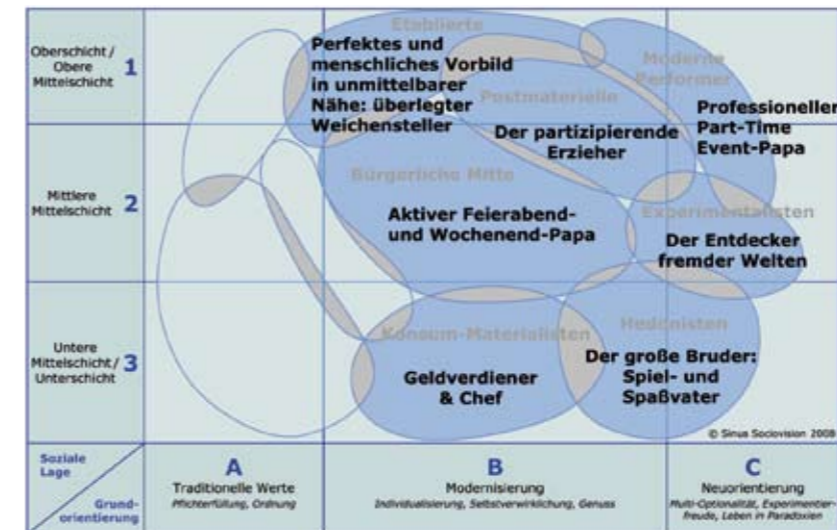 Oberschicht /
Obere
Mittelschicht
1
Mittlere
Mittelschicht
2
Untere
Mittelschicht /
Unterschicht
3
Etablierte
Perfektes und
menschliches Vorbild
in unmittelbarer
Nähe: überlegter
Weichensteller
Moderne
Performer
Professioneller
Part-Time
Event-Papa
Postmaterielle
Der partizipierende
Erzieher
Bürgerliche Mitte
Aktiver Feierabend-
und Wochenend-Papa
Experimentalisten
Der Entdecker
fremder Welten
Konsum-Materialisten
Geldverdiener
& Chef
Hedonisten
Der große Bruder:
Spiel- und
Spaßvater
© Sinus Sociovision 2008
Soziale
Lage
Grund-
orientierung
A
Traditionelle Werte
Pflichterfüllung, Ordnung
B
Modernisierung
Individualisierung, Selbstverwirklichung, Genuss
C
Neuorientierung
Multi-Optionalität, Experimentier-
freude, Leben in Paradoxien